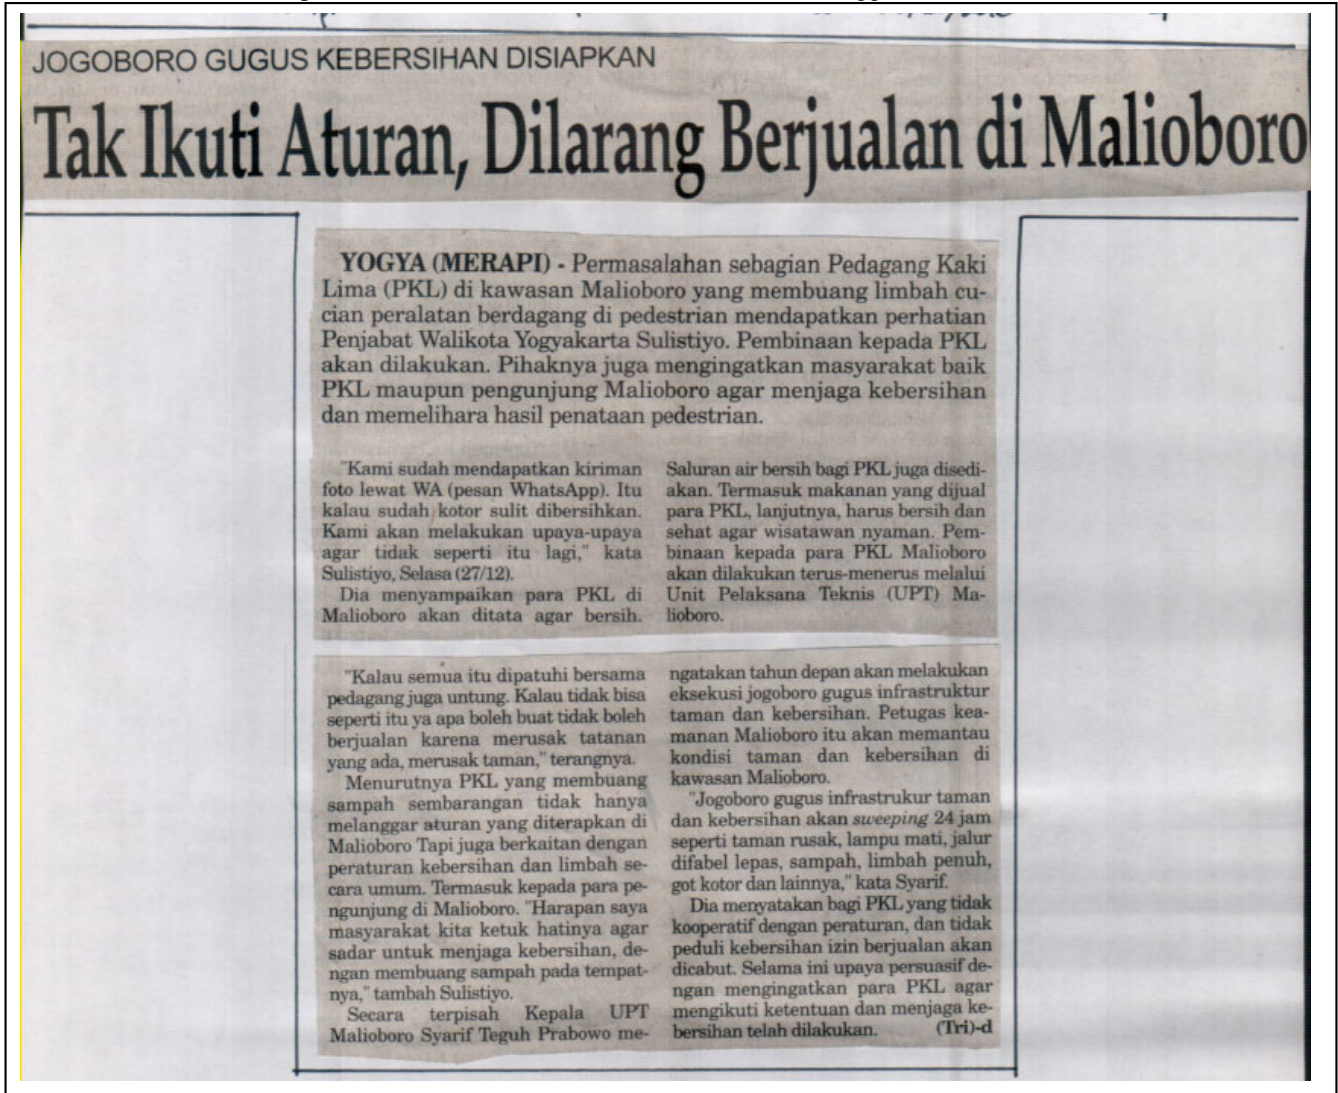 JOGOBORO GUGUS KEBERSIHAN DISIAPKAN
Tak Ikuti Aturan, Dilarang Berjualan di Malioboro
YOGYA (MERAPI) - Permasalahan sebagian Pedagang Kaki
Lima (PKL) di kawasan Malioboro yang membuang limbah cu-
cian peralatan berdagang di pedestrian mendapatkan perhatian
Penjabat Walikota Yogyakarta Sulistiyo. Pembinaan kepada PKL
akan dilakukan. Pihaknya juga mengingatkan masyarakat baik
PKL maupun pengunjung Malioboro agar menjaga kebersihan
dan memelihara hasil penataan pedestrian.
"Kami sudah mendapatkan kiriman
foto lewat WA (pesan WhatsApp). Itu
kalau sudah kotor sulit dibersihkan.
Kami akan melakukan upaya-upaya
agar tidak seperti itu lagi," kata
Sulistiyo, Selasa (27/12).
Dia menyampaikan para PKL di
Malioboro akan ditata agar bersih.
Saluran air bersih bagi PKL juga disedi-
akan. Termasuk makanan yang dijual
para PKL, lanjutnya, harus bersih dan
sehat agar wisatawan nyaman. Pem-
binaan kepada para PKL Malioboro
akan dilakukan terus-menerus melalui
Unit Pelaksana Teknis (UPT) Ma-
lioboro.
"Kalau semua itu dipatuhi bersama
pedagang juga untung. Kalau tidak bisa
seperti itu ya apa boleh buat tidak boleh
berjualan karena merusak tatanan
yang ada, merusak taman," terangnya.
Menurutnya PKL yang membuang
sampah sembarangan tidak hanya
melanggar aturan yang diterapkan di
Malioboro Tapi juga berkaitan dengan
peraturan kebersihan dan limbah se-
cara umum. Termasuk kepada para pe-
ngunjung di Malioboro. "Harapan saya
masyarakat kita ketuk hatinya agar
sadar untuk menjaga kebersihan, de-
ngan membuang sampah pada tempat-
nya," tambah Sulistiyo.
Secara terpisah Kepala UPT
Malioboro Syarif Teguh Prabowo me-
ngatakan tahun depan akan melakukan
eksekusi jogoboro gugus infrastruktur
taman dan kebersihan. Petugas kea-
manan Malioboro itu akan memantau
kondisi taman dan kebersihan di
kawasan Malioboro.
"Jogoboro gugus infrastrukur taman
dan kebersihan akan sweeping 24 jam
seperti taman rusak, lampu mati, jalur
difabel lepas, sampah, limbah penuh,
got kotor dan lainnya," kata Syarif.
Dia menyatakan bagi PKL yang tidak
kooperatif dengan peraturan, dan tidak
peduli kebersihan izin berjualan akan
dicabut. Selama ini upaya persuasif de-
ngan mengingatkan para PKL agar
mengikuti ketentuan dan menjaga ke-
bersihan telah dilakukan. (Tri)-d